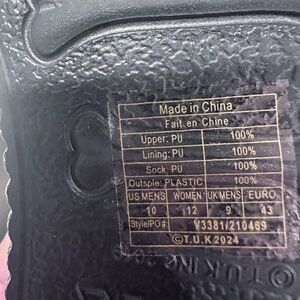 Made in China
Fait en Chine
Upper: PU 100%
Lining: PU 100%
Sock: PU 100%
Outsole: PLASTIC 100%
US MENS WOMEN UK MENS EURO
10 12 9 43
Style/PO#: V3381/210469
©T.U.K 2024
T.U.K INC